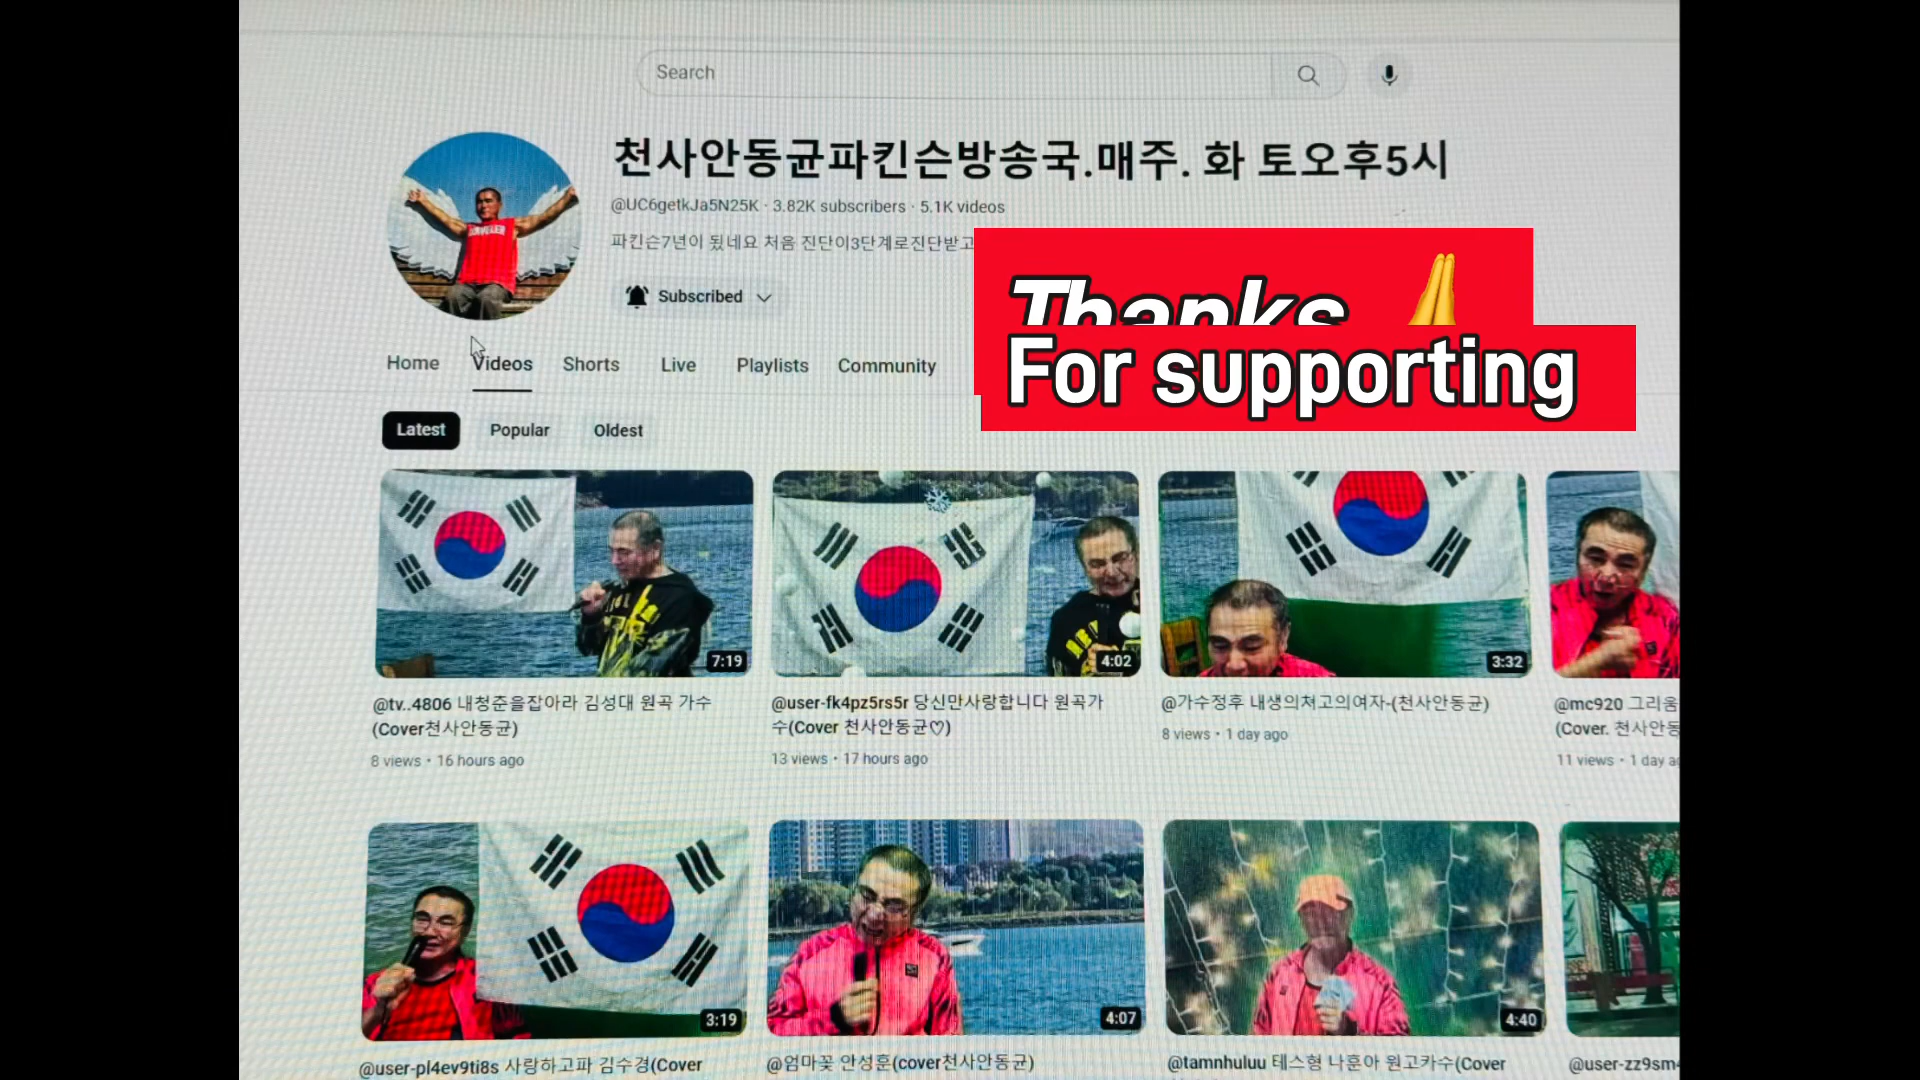 Search
천사안동균파킨슨방송국.매주. 화 토오후5시
@UC6getkJa5N25K · 3.82K subscribers · 5.1K videos
파킨슨7년이 됬네요 처음 진단이3단계로진단받고
Thanks 🙏
For supporting
Subscribed
Home Videos Shorts Live Playlists Community
Latest Popular Oldest
7:19
4:02
3:32
@tv..4806 내청춘을잡아라 김성대 원곡 가수
(Cover천사안동균)
8 views • 16 hours ago
@user-fk4pz5rs5r 당신만사랑합니다 원곡가
수(Cover 천사안동균♡)
13 views • 17 hours ago
@가수정후 내생의쳐고의여자-(천사안동균)
8 views • 1 day ago
@mc920 그리움
(Cover. 천사안동
11 views • 1 day a
3:19
4:07
4:40
@user-pl4ev9ti8s 사랑하고파 김수경(Cover
@엄마꽃 안성훈(cover천사안동균)
@tamnhuluu 테스형 나훈아 원고카수(Cover
@user-zz9sm